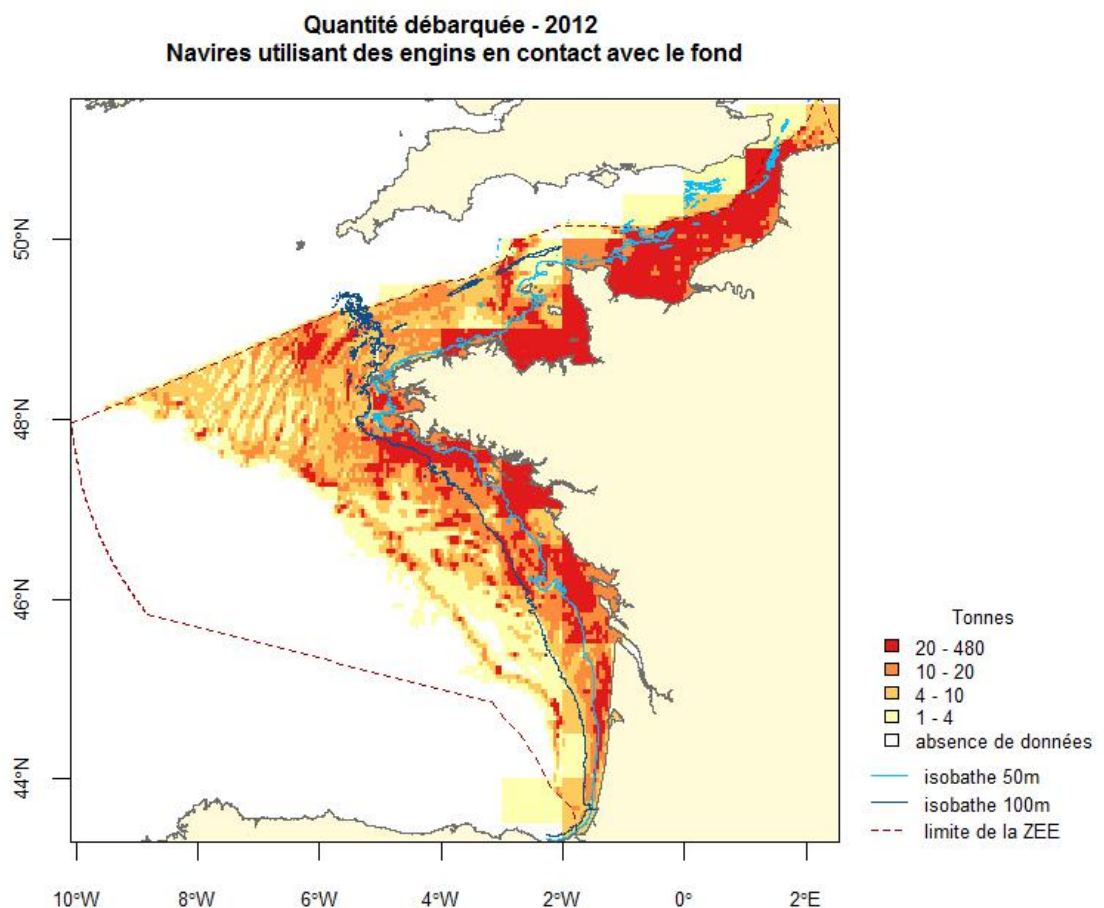 Quantité débarquée - 2012
Navires utilisant des engins en contact avec le fond
50°N
48°N
46°N
44°N
10°W
8°W
6°W
4°W
2°W
0°
2°E
Tonnes
20 - 480
10 - 20
4 - 10
1 - 4
absence de données
isobathe 50m
isobathe 100m
limite de la ZEE